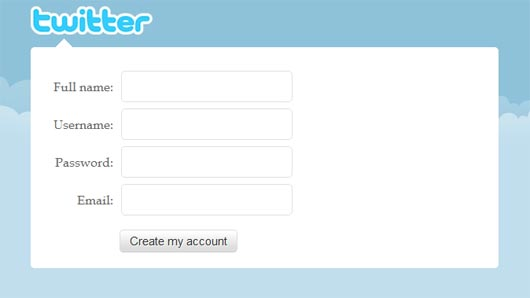 twitter
Full name:
Username:
Password:
Email:
Create my account